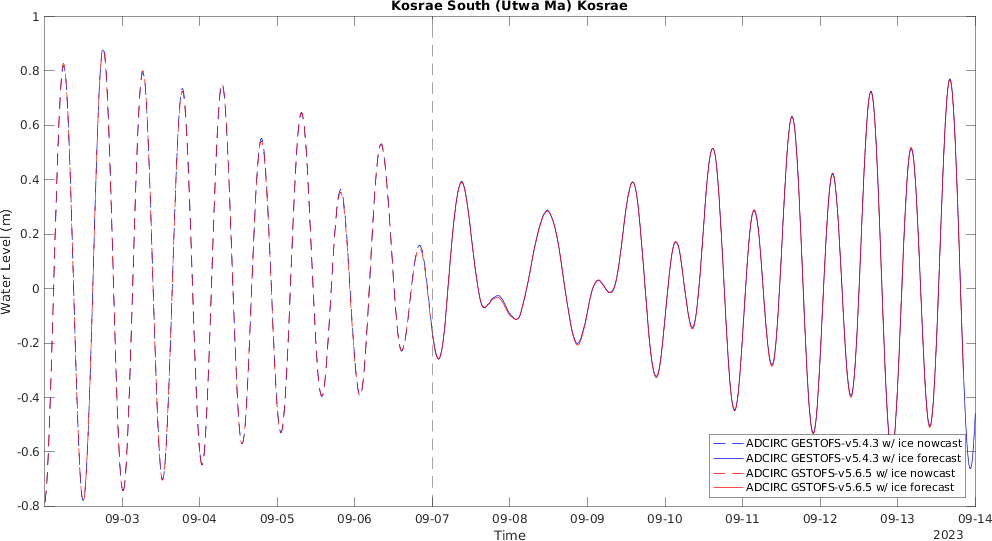 Kosrae South (Utwa Ma) Kosrae
Water Level (m)
1
0.8
0.6
0.4
0.2
0
-0.2
-0.4
-0.6
-0.8
ADCIRC GESTOFS-v5.4.3 w/ ice nowcast
ADCIRC GESTOFS-v5.4.3 w/ ice forecast
ADCIRC GSTOFS-v5.6.5 w/ ice nowcast
ADCIRC GSTOFS-v5.6.5 w/ ice forecast
09-03 09-04 09-05 09-06 09-07 09-08 09-09 09-10 09-11 09-12 09-13 09-14
Time
2023